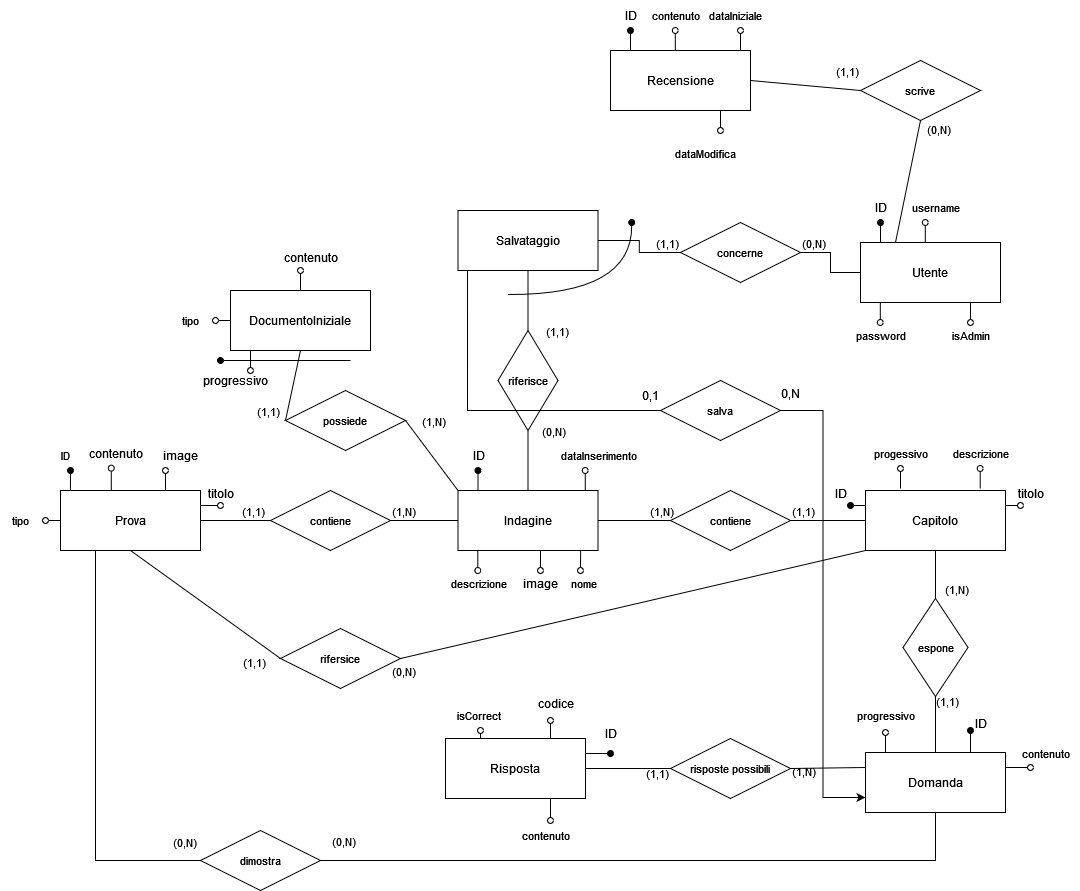 ID
contenuto
dataIniziale
Recensione
(1,1)
scrive
(0,N)
dataModifica
ID
username
Salvataggio
(1,1)
concerne
(0,N)
Utente
contenuto
tipo
DocumentoIniziale
password
isAdmin
(1,1)
riferisce
progressivo
(1,1)
possiede
(1,N)
0,1
salva
0,N
(0,N)
ID
contenuto
image
titolo
ID
dataInserimento
progessivo
descrizione
ID
titolo
tipo
Prova
(1,1)
contiene
(1,N)
Indagine
(1,N)
contiene
(1,1)
Capitolo
descrizione
image
nome
(1,N)
espone
(1,1)
(1,1)
rifersice
(0,N)
isCorrect
codice
ID
progressivo
ID
contenuto
Risposta
(1,1)
risposte possibili
(1,N)
Domanda
contenuto
(0,N)
dimostra
(0,N)